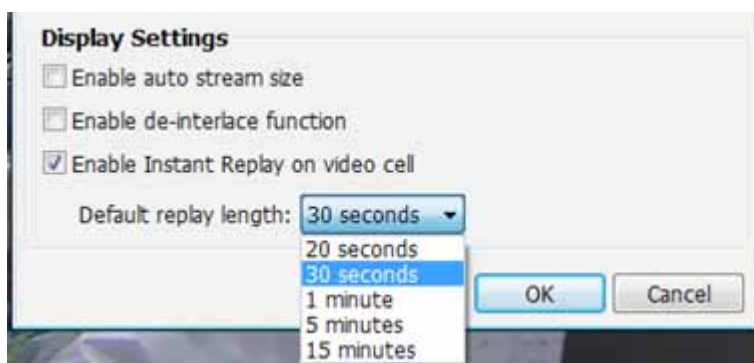 Display Settings
Enable auto stream size
Enable de-interlace function
Enable Instant Replay on video cell
Default replay length: 30 seconds
20 seconds
30 seconds
1 minute
5 minutes
15 minutes
OK
Cancel